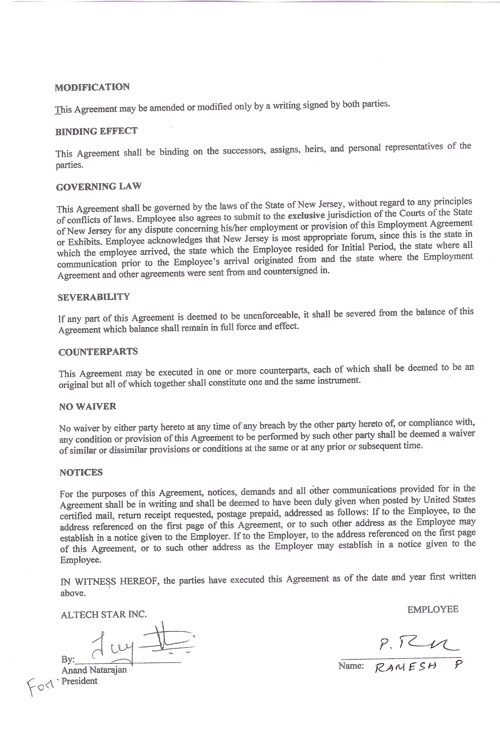 MODIFICATION
This Agreement may be amended or modified only by a writing signed by both parties.
BINDING EFFECT
This Agreement shall be binding on the successors, assigns, heirs, and personal representatives of the
parties.
GOVERNING LAW
This Agreement shall be governed by the laws of the State of New Jersey, without regard to any principles
of conflicts of laws. Employee also agrees to submit to the exclusive jurisdiction of the Courts of the State
of New Jersey for any dispute concerning his/her employment or provision of this Employment Agreement
or Exhibits. Employee acknowledges that New Jersey is most appropriate forum, since this is the state in
which the employee arrived, the state which the Employee resided for Initial Period, the state where all
communication prior to the Employee's arrival originated from and the state where the Employment
Agreement and other agreements were sent from and countersigned in.
SEVERABILITY
If any part of this Agreement is deemed to be unenforceable, it shall be severed from the balance of this
Agreement which balance shall remain in full force and effect.
COUNTERPARTS
This Agreement may be executed in one or more counterparts, each of which shall be deemed to be an
original but all of which together shall constitute one and the same instrument.
NO WAIVER
No waiver by either party hereto at any time of any breach by the other party hereto of, or compliance with,
any condition or provision of this Agreement to be performed by such other party shall be deemed a waiver
of similar or dissimilar provisions or conditions at the same or at any prior or subsequent time.
NOTICES
For the purposes of this Agreement, notices, demands and all other communications provided for in the
Agreement shall be in writing and shall be deemed to have been duly given when posted by United States
certified mail, return receipt requested, postage prepaid, addressed as follows: If to the Employee, to the
address referenced on the first page of this Agreement, or to such other address as the Employee may
establish in a notice given to the Employer. If to the Employer, to the address referenced on the first page
of this Agreement, or to such other address as the Employer may establish in a notice given to the
Employee.
IN WITNESS HEREOF, the parties have executed this Agreement as of the date and year first written
above.
ALTECH STAR INC.
EMPLOYEE
By:
Anand Natarajan
For President
Name: RAMESH P